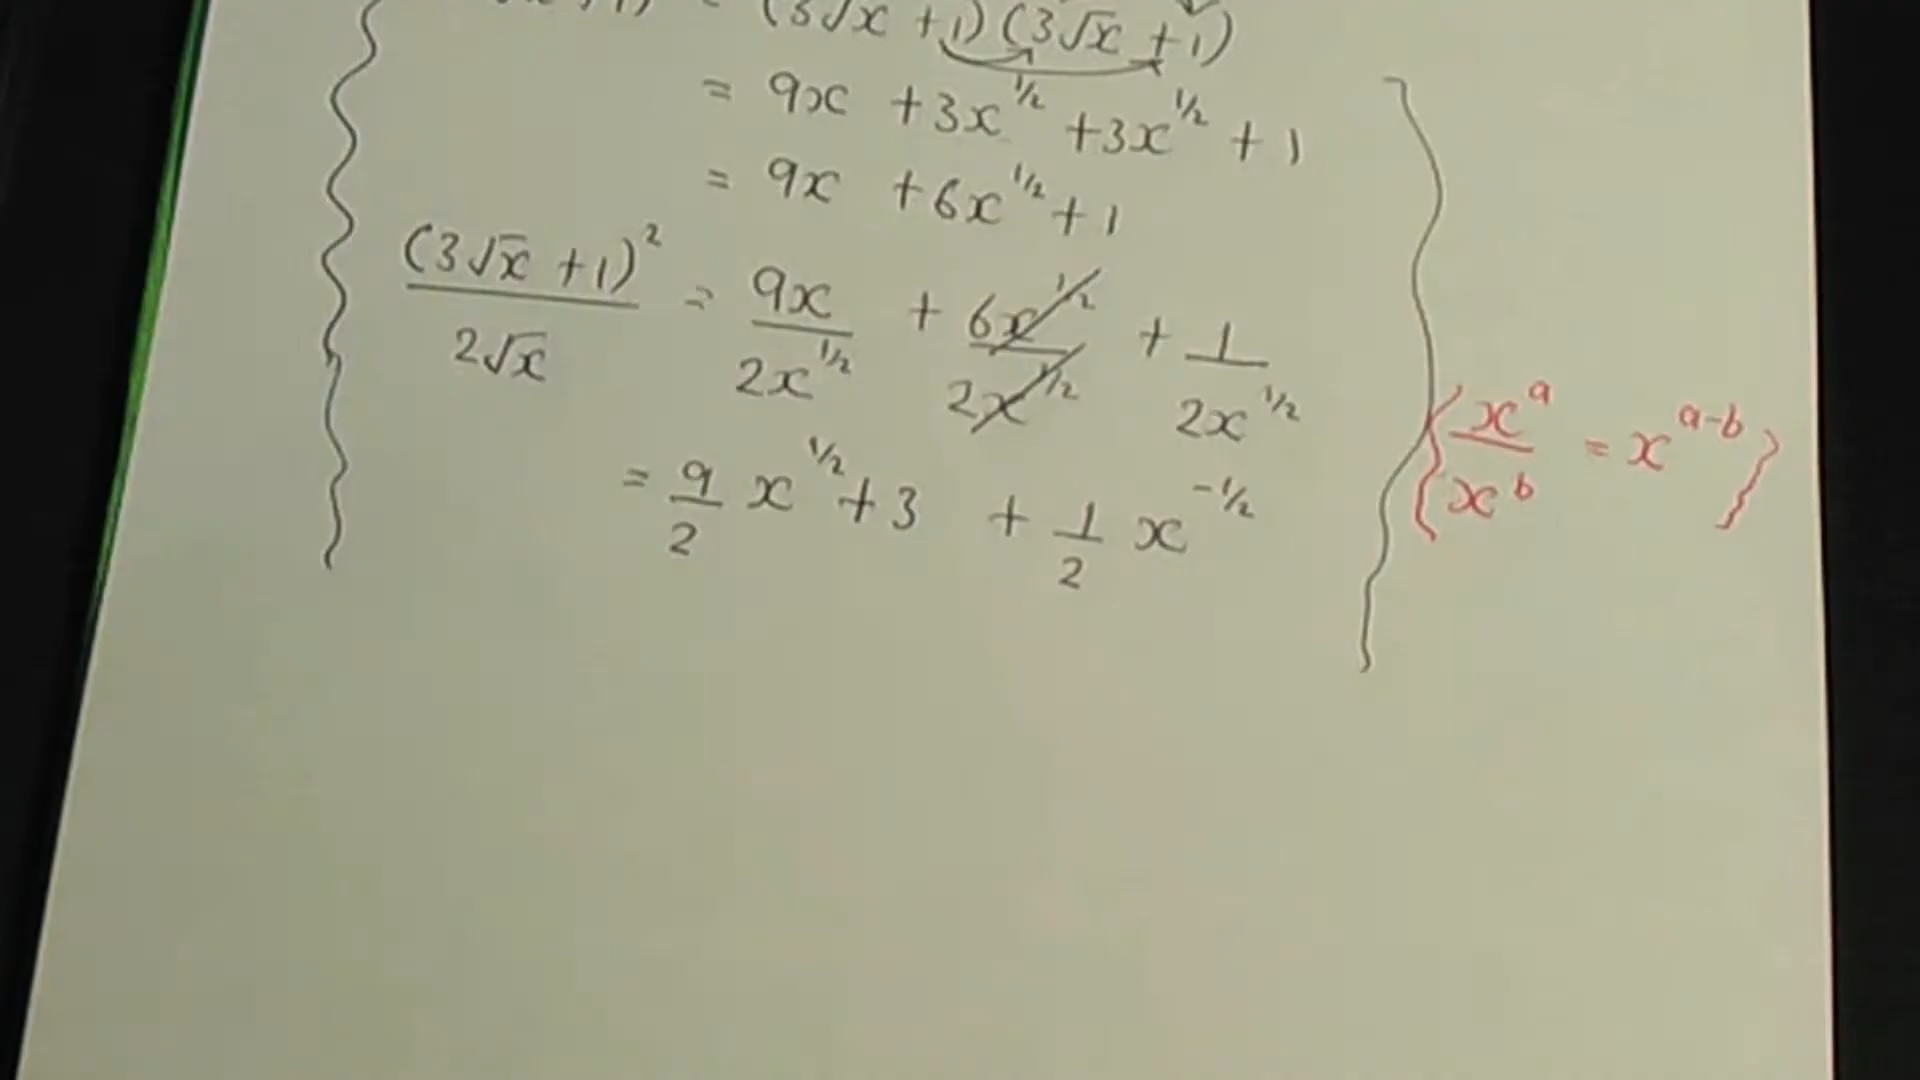 = (3√x + 1)(3√x + 1)
= 9x + 3x^{1/2} + 3x^{1/2} + 1
= 9x + 6x^{1/2} + 1
(3√x + 1)^2 / 2√x = 9x / 2x^{1/2} + 6x^{1/2} / 2x^{1/2} + 1 / 2x^{1/2}
= 9/2 x^{1/2} + 3 + 1/2 x^{-1/2}
{x^a / x^b = x^{a-b}}